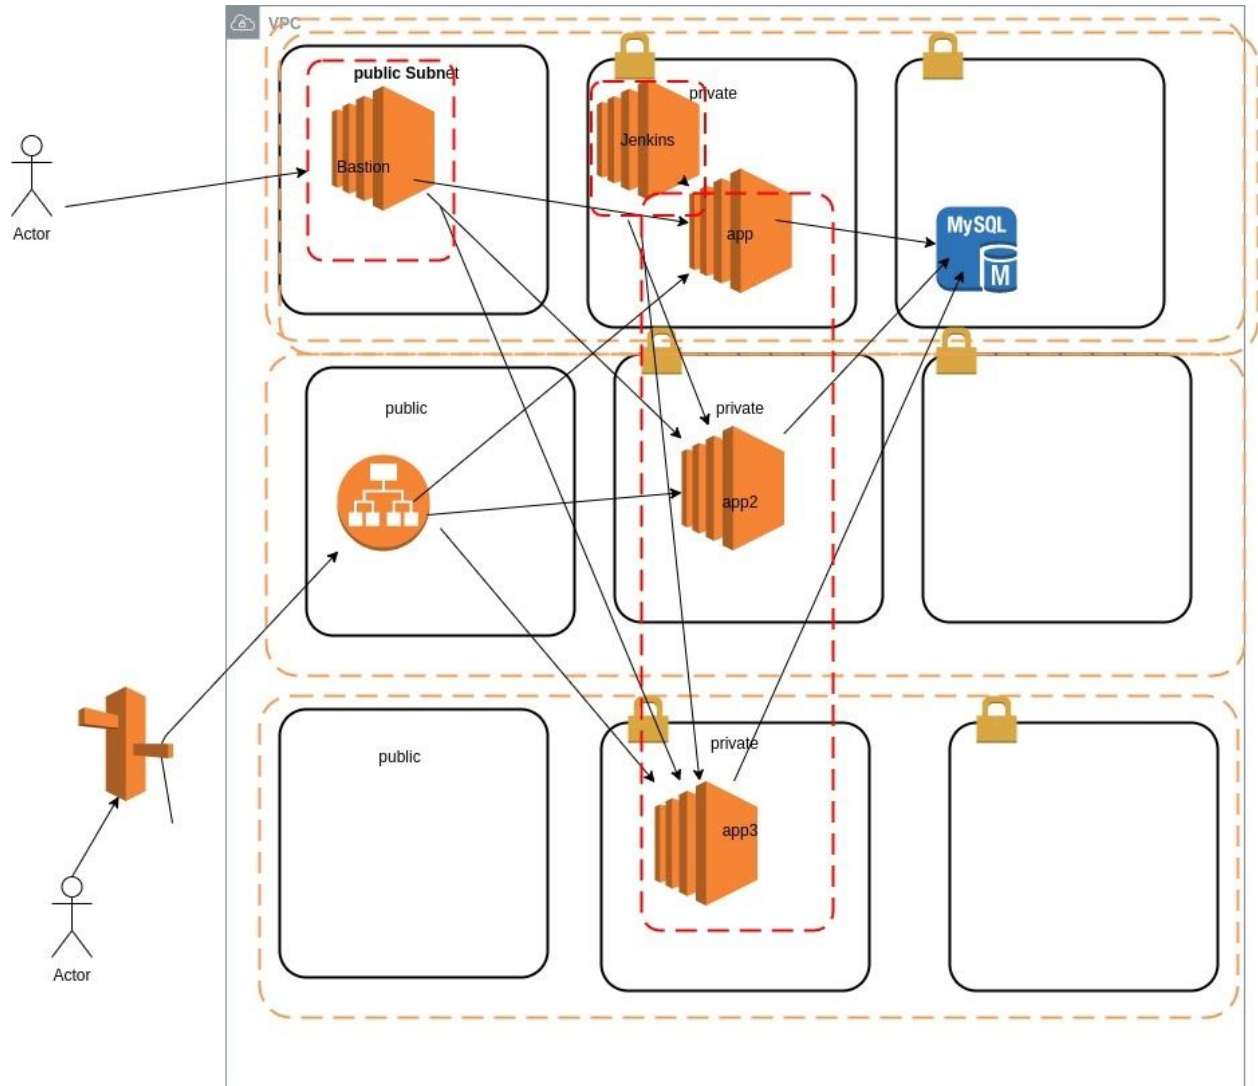 VPC
public Subnet
private
Jenkins
Bastion
app
MySQL
M
Actor
public
private
app2
public
private
app3
Actor